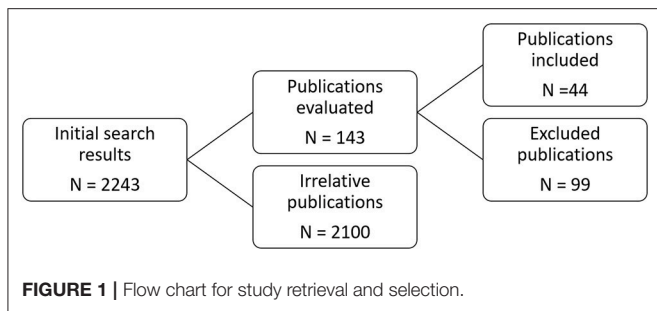 Initial search
results
N = 2243
Publications
evaluated
N = 143
Irrelative
publications
N = 2100
Publications
included
N =44
Excluded
publications
N = 99
FIGURE 1 | Flow chart for study retrieval and selection.